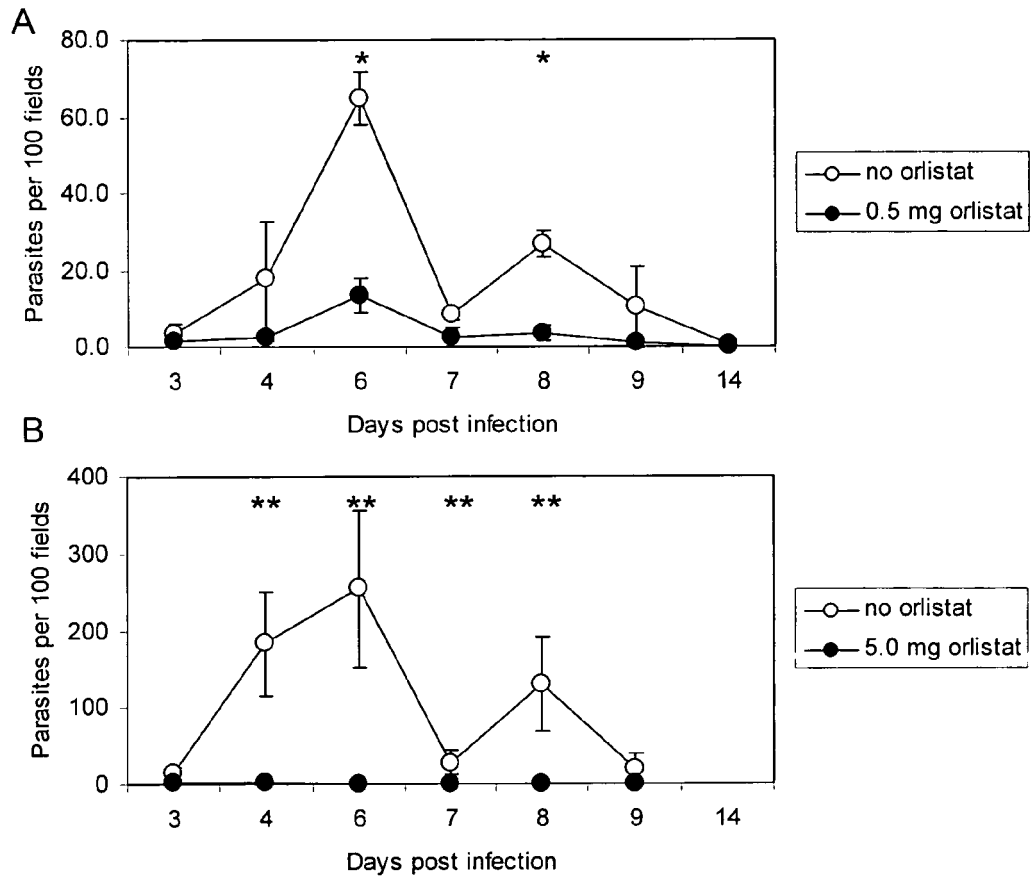 A
80.0
60.0
40.0
20.0
0.0
Parasites per 100 fields
* *
3 4 6 7 8 9 14
Days post infection
no orlistat
0.5 mg orlistat
B
400
300
200
100
0
Parasites per 100 fields
** ** ** **
3 4 6 7 8 9 14
Days post infection
no orlistat
5.0 mg orlistat